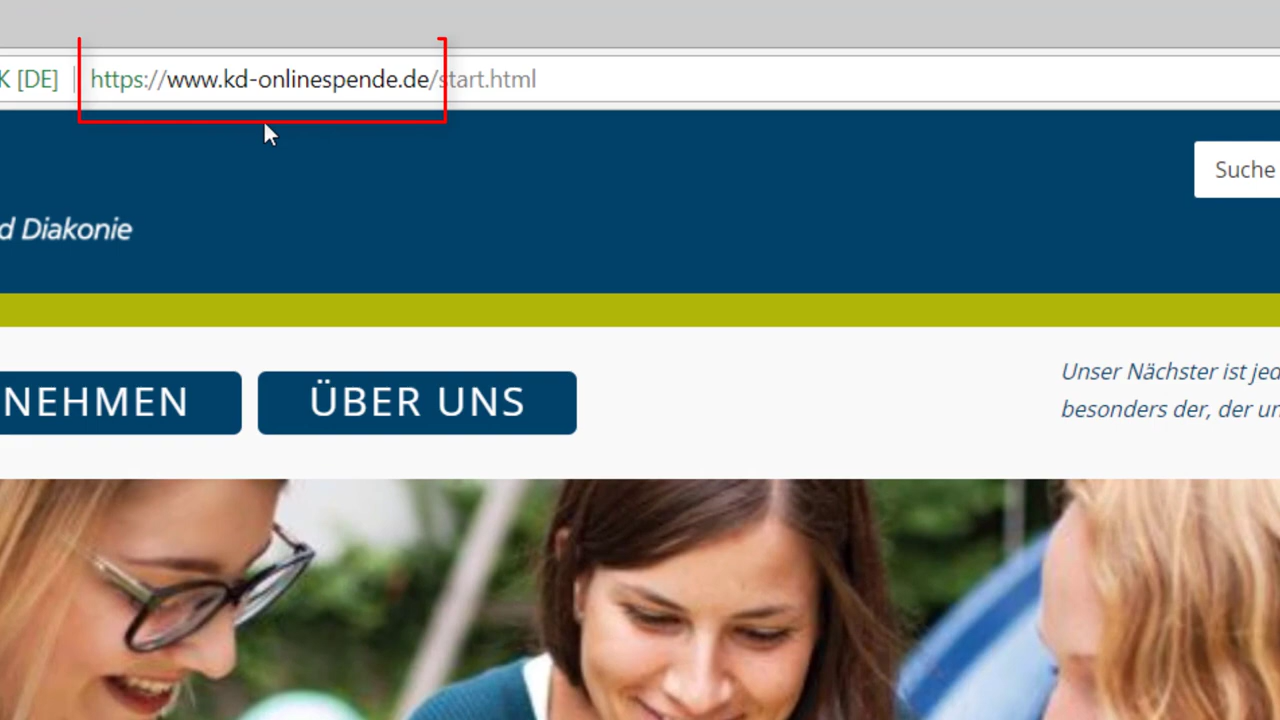 K [DE] https://www.kd-onlinespende.de/start.html
Suche
d Diakonie
NEHMEN ÜBER UNS
Unser Nächster ist jed
besonders der, der un